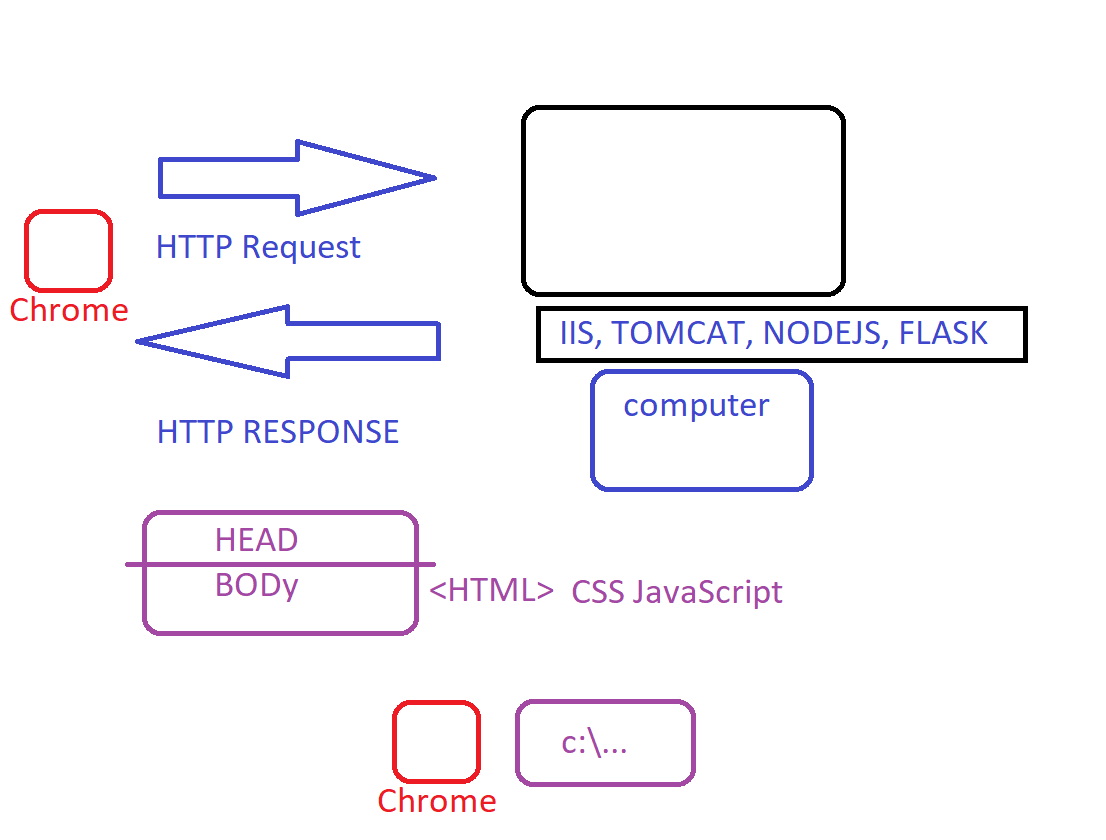 HTTP Request
Chrome
IIS, TOMCAT, NODEJS, FLASK
computer
HTTP RESPONSE
HEAD
BODy
<HTML> CSS JavaScript
c:\...
Chrome